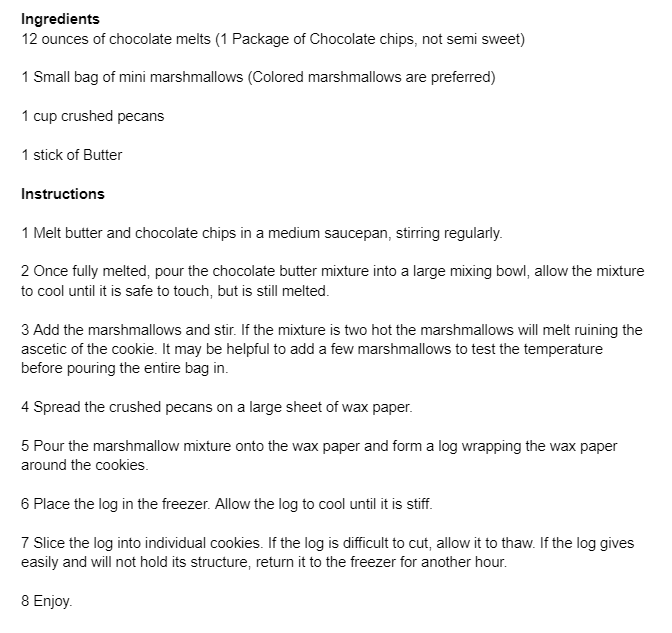 Ingredients
12 ounces of chocolate melts (1 Package of Chocolate chips, not semi sweet)
1 Small bag of mini marshmallows (Colored marshmallows are preferred)
1 cup crushed pecans
1 stick of Butter
Instructions
1 Melt butter and chocolate chips in a medium saucepan, stirring regularly.
2 Once fully melted, pour the chocolate butter mixture into a large mixing bowl, allow the mixture
to cool until it is safe to touch, but is still melted.
3 Add the marshmallows and stir. If the mixture is two hot the marshmallows will melt ruining the
ascetic of the cookie. It may be helpful to add a few marshmallows to test the temperature
before pouring the entire bag in.
4 Spread the crushed pecans on a large sheet of wax paper.
5 Pour the marshmallow mixture onto the wax paper and form a log wrapping the wax paper
around the cookies.
6 Place the log in the freezer. Allow the log to cool until it is stiff.
7 Slice the log into individual cookies. If the log is difficult to cut, allow it to thaw. If the log gives
easily and will not hold its structure, return it to the freezer for another hour.
8 Enjoy.